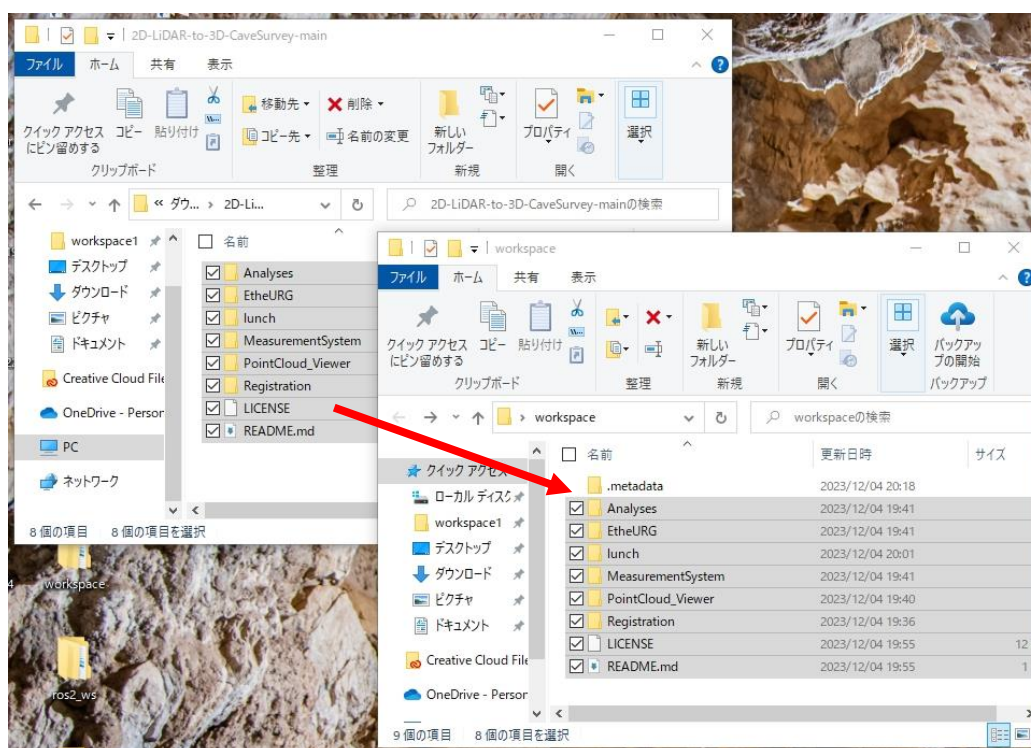 2D-LiDAR-to-3D-CaveSurvey-main
ファイル ホーム 共有 表示
クイック アクセス
にピン留めする
コピー
貼り付け
移動先
コピー先
削除
名前の変更
新しい
フォルダー
プロパティ
選択
クリップボード 整理 新規 開く
« ダウ... › 2D-Li...
2D-LiDAR-to-3D-CaveSurvey-mainの検索
workspace1
デスクトップ
ダウンロード
ピクチャ
ドキュメント
Creative Cloud File
OneDrive - Person
PC
ネットワーク
名前
Analyses
EtheURG
lunch
MeasurementSystem
PointCloud_Viewer
Registration
LICENSE
README.md
8 個の項目 8 個の項目を選択
workspace
ros2_ws
workspace
ファイル ホーム 共有 表示
クイック アクセス
にピン留めする
コピー
貼り付け
新しい
フォルダー
プロパティ
選択
バックアッ
プの開始
クリップボード 整理 新規 開く バックアップ
› workspace
workspaceの検索
クイック アクセス
ローカル ディスク
workspace1
デスクトップ
ダウンロード
ピクチャ
ドキュメント
Creative Cloud File
OneDrive - Person
名前 更新日時 サイズ
.metadata 2023/12/04 20:18
Analyses 2023/12/04 19:41
EtheURG 2023/12/04 19:41
lunch 2023/12/04 20:01
MeasurementSystem 2023/12/04 19:41
PointCloud_Viewer 2023/12/04 19:40
Registration 2023/12/04 19:36
LICENSE 2023/12/04 19:55 12
README.md 2023/12/04 19:55 1
9 個の項目 8 個の項目を選択